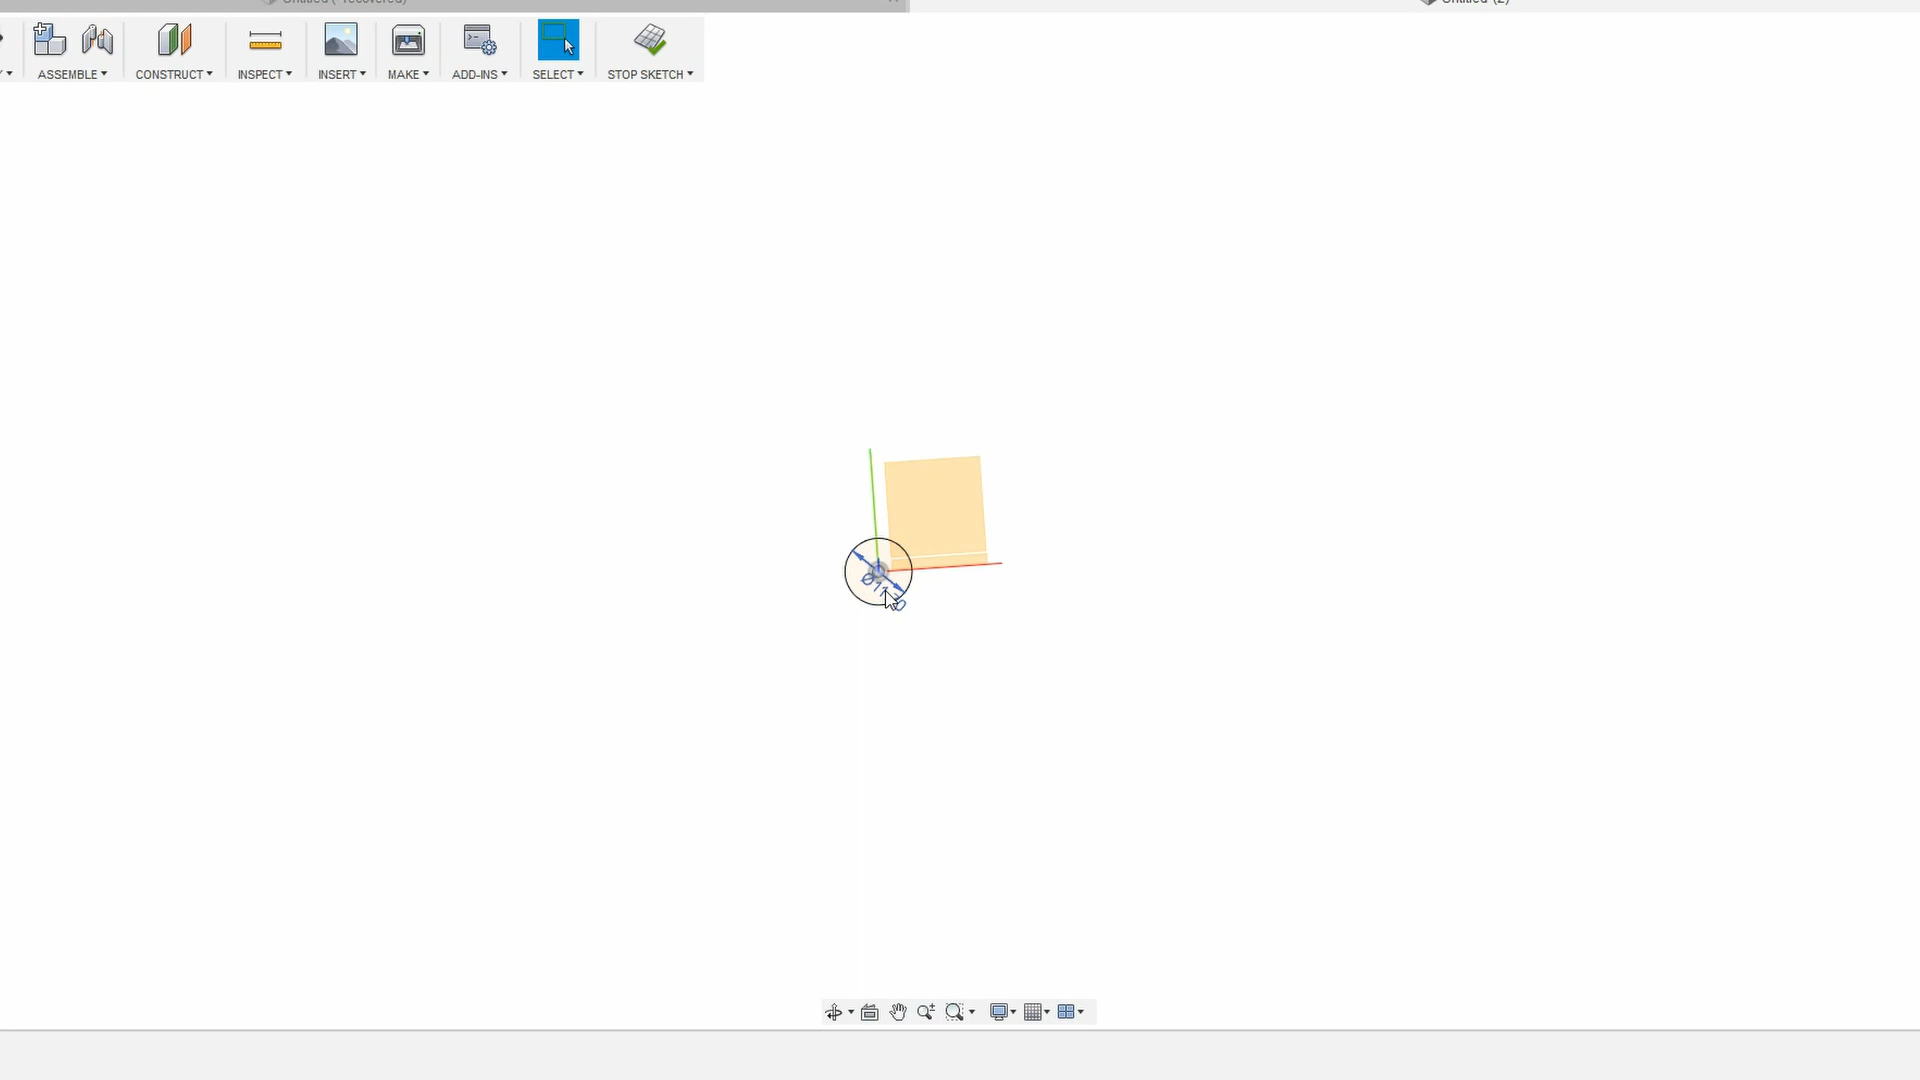 ASSEMBLE
CONSTRUCT
INSPECT
INSERT
MAKE
ADD-INS
SELECT
STOP SKETCH